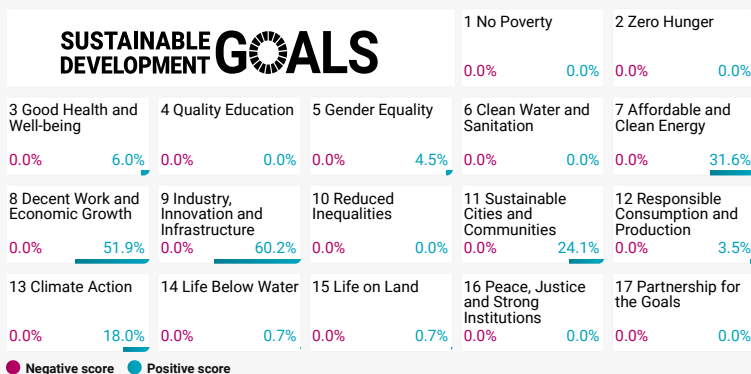 SUSTAINABLE
DEVELOPMENT
GOALS
1 No Poverty
0.0% 0.0%
2 Zero Hunger
0.0% 0.0%
3 Good Health and
Well-being
0.0% 6.0%
4 Quality Education
0.0% 0.0%
5 Gender Equality
0.0% 4.5%
6 Clean Water and
Sanitation
0.0% 0.0%
7 Affordable and
Clean Energy
0.0% 31.6%
8 Decent Work and
Economic Growth
0.0% 51.9%
9 Industry,
Innovation and
Infrastructure
0.0% 60.2%
10 Reduced
Inequalities
0.0% 0.0%
11 Sustainable
Cities and
Communities
0.0% 24.1%
12 Responsible
Consumption and
Production
0.0% 3.5%
13 Climate Action
0.0% 18.0%
14 Life Below Water
0.0% 0.7%
15 Life on Land
0.0% 0.7%
16 Peace, Justice
and Strong
Institutions
0.0% 0.0%
17 Partnership for
the Goals
0.0% 0.0%
Negative score Positive score